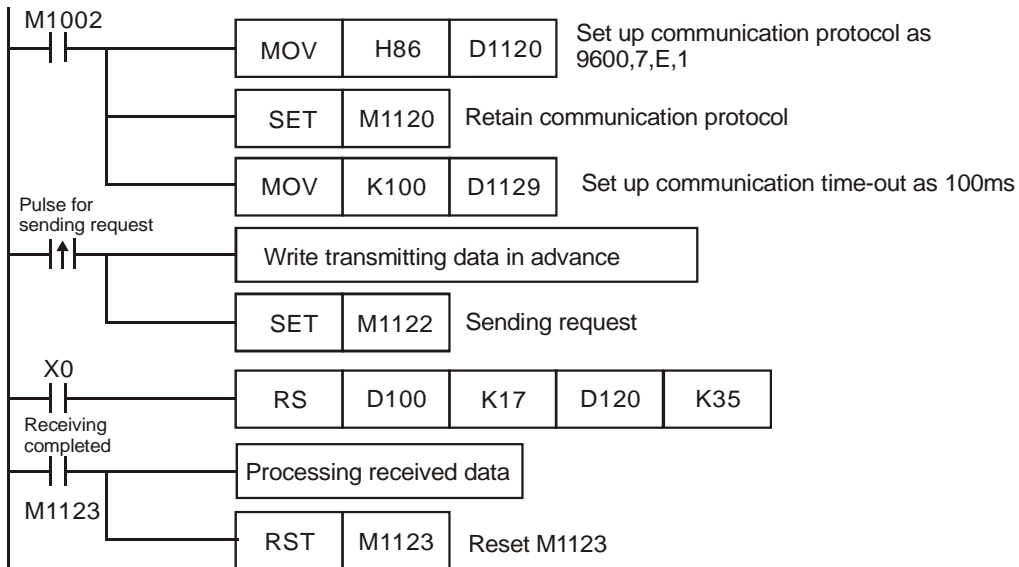 M1002
MOV H86 D1120 Set up communication protocol as
9600,7,E,1
SET M1120 Retain communication protocol
MOV K100 D1129 Set up communication time-out as 100ms
Pulse for
sending request
Write transmitting data in advance
SET M1122 Sending request
X0
RS D100 K17 D120 K35
Receiving
completed
Processing received data
M1123
RST M1123 Reset M1123